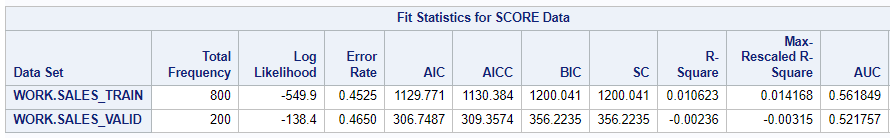 Fit Statistics for SCORE Data
Data Set Total Frequency Log Likelihood Error Rate AIC AICC BIC SC R-Square Max-Rescaled R-Square AUC
WORK.SALES_TRAIN 800 -549.9 0.4525 1129.771 1130.384 1200.041 1200.041 0.010623 0.014168 0.561849
WORK.SALES_VALID 200 -138.4 0.4650 306.7487 309.3574 356.2235 356.2235 -0.00236 -0.00315 0.521757